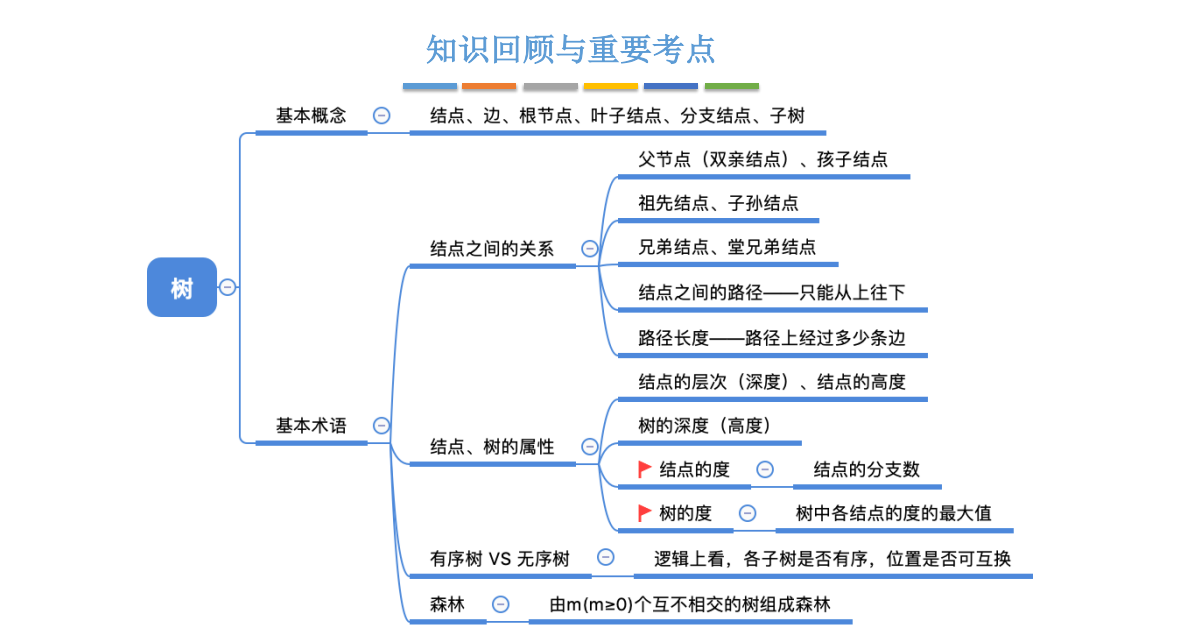 知识回顾与重要考点
基本概念
结点、边、根节点、叶子结点、分支结点、子树
父节点（双亲结点）、孩子结点
祖先结点、子孙结点
结点之间的关系
兄弟结点、堂兄弟结点
树
结点之间的路径——只能从上往下
路径长度——路径上经过多少条边
结点的层次（深度）、结点的高度
基本术语
树的深度（高度）
结点、树的属性
结点的度
结点的分支数
树的度
树中各结点的度的最大值
有序树 VS 无序树
逻辑上看，各子树是否有序，位置是否可互换
森林
由m(m≥0)个互不相交的树组成森林